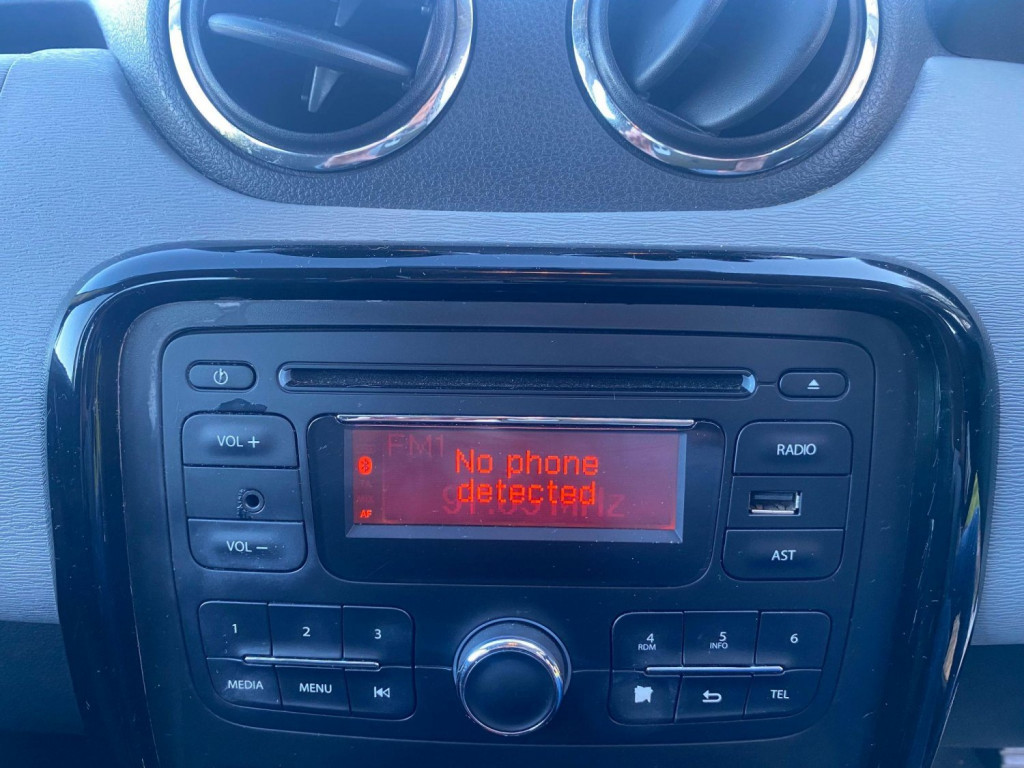 VOL +
RADIO
FM1
No phone
detected
AF
VOL –
AST
1
2
3
4
RDM
5
INFO
6
MEDIA
MENU
TEL